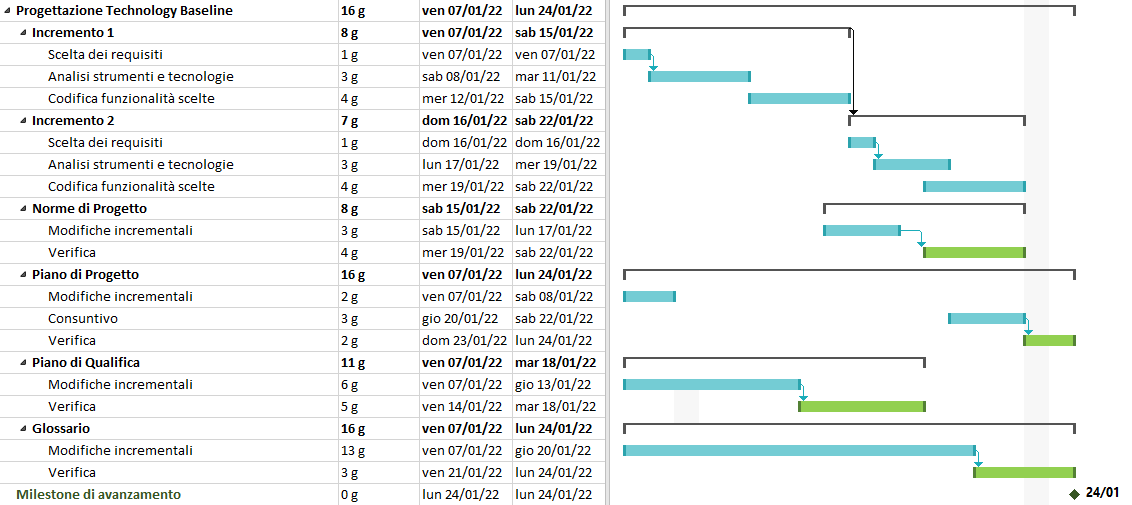 Progettazione Technology Baseline 16 g ven 07/01/22 lun 24/01/22
Incremento 1 8 g ven 07/01/22 sab 15/01/22
Scelta dei requisiti 1 g ven 07/01/22 ven 07/01/22
Analisi strumenti e tecnologie 3 g sab 08/01/22 mar 11/01/22
Codifica funzionalità scelte 4 g mer 12/01/22 sab 15/01/22
Incremento 2 7 g dom 16/01/22 sab 22/01/22
Scelta dei requisiti 1 g dom 16/01/22 dom 16/01/22
Analisi strumenti e tecnologie 3 g lun 17/01/22 mer 19/01/22
Codifica funzionalità scelte 4 g mer 19/01/22 sab 22/01/22
Norme di Progetto 8 g sab 15/01/22 sab 22/01/22
Modifiche incrementali 3 g sab 15/01/22 lun 17/01/22
Verifica 4 g mer 19/01/22 sab 22/01/22
Piano di Progetto 16 g ven 07/01/22 lun 24/01/22
Modifiche incrementali 2 g ven 07/01/22 sab 08/01/22
Consuntivo 3 g gio 20/01/22 sab 22/01/22
Verifica 2 g dom 23/01/22 lun 24/01/22
Piano di Qualifica 11 g ven 07/01/22 mar 18/01/22
Modifiche incrementali 6 g ven 07/01/22 gio 13/01/22
Verifica 5 g ven 14/01/22 mar 18/01/22
Glossario 16 g ven 07/01/22 lun 24/01/22
Modifiche incrementali 13 g ven 07/01/22 gio 20/01/22
Verifica 3 g ven 21/01/22 lun 24/01/22
Milestone di avanzamento 0 g lun 24/01/22 lun 24/01/22 24/01